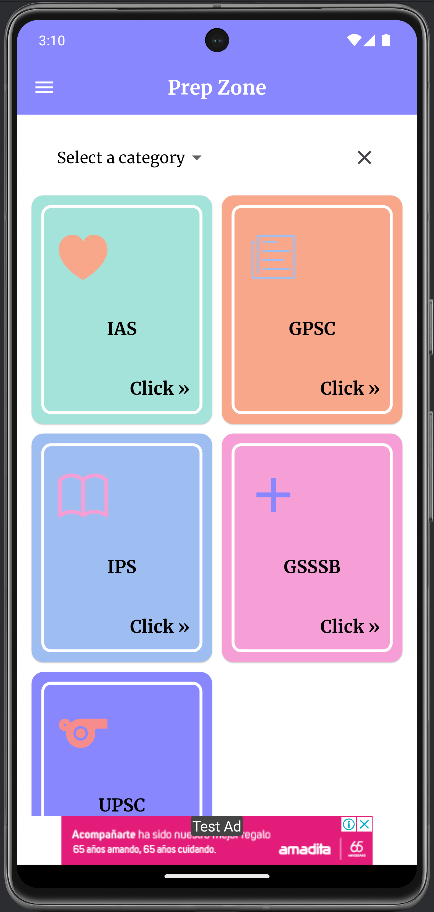 3:10
Prep Zone
Select a category
IAS
Click »
GPSC
Click »
IPS
Click »
GSSSB
Click »
UPSC
Test Ad
Acompañarte ha sido nuestro mejor regalo
65 años amando, 65 años cuidando.
amadita
65